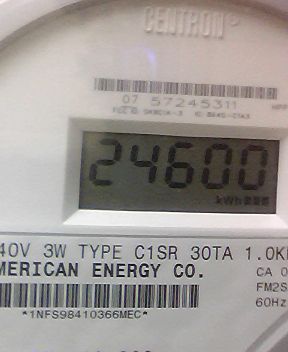 CENTRON®
07 57245311
24600
kWh
40V 3W TYPE C1SR 30TA 1.0K
MERICAN ENERGY CO.
CA 0
FM2S
60Hz
*1NFS98410366MEC*